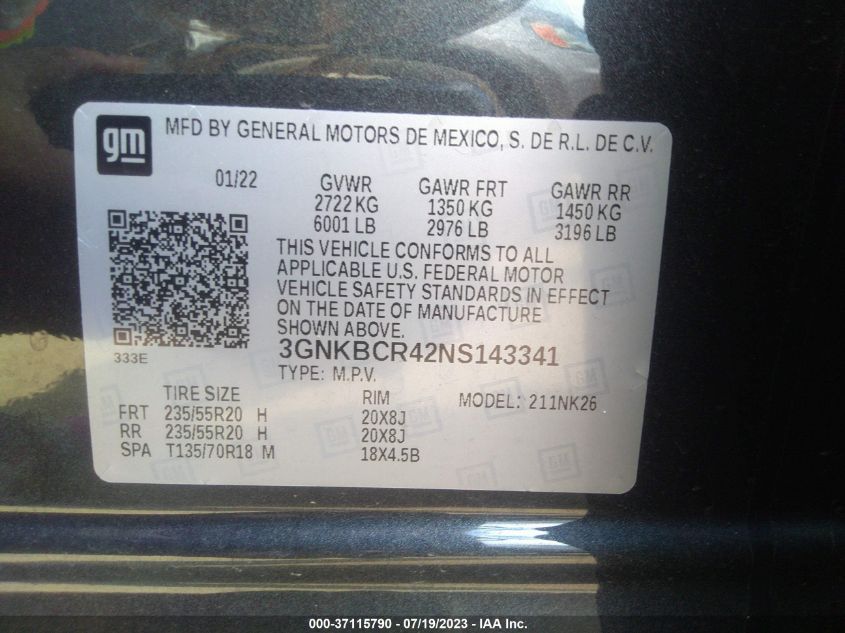 gm
MFD BY GENERAL MOTORS DE MEXICO, S. DE R.L. DE C.V.
01/22 GVWR GAWR FRT GAWR RR
2722 KG 1350 KG 1450 KG
6001 LB 2976 LB 3196 LB
THIS VEHICLE CONFORMS TO ALL
APPLICABLE U.S. FEDERAL MOTOR
VEHICLE SAFETY STANDARDS IN EFFECT
ON THE DATE OF MANUFACTURE
SHOWN ABOVE.
333E
3GNKBCR42NS143341
TYPE: M.P.V.
TIRE SIZE RIM MODEL: 211NK26
FRT 235/55R20 H 20X8J
RR 235/55R20 H 20X8J
SPA T135/70R18 M 18X4.5B
000-37115790 - 07/19/2023 - IAA Inc.